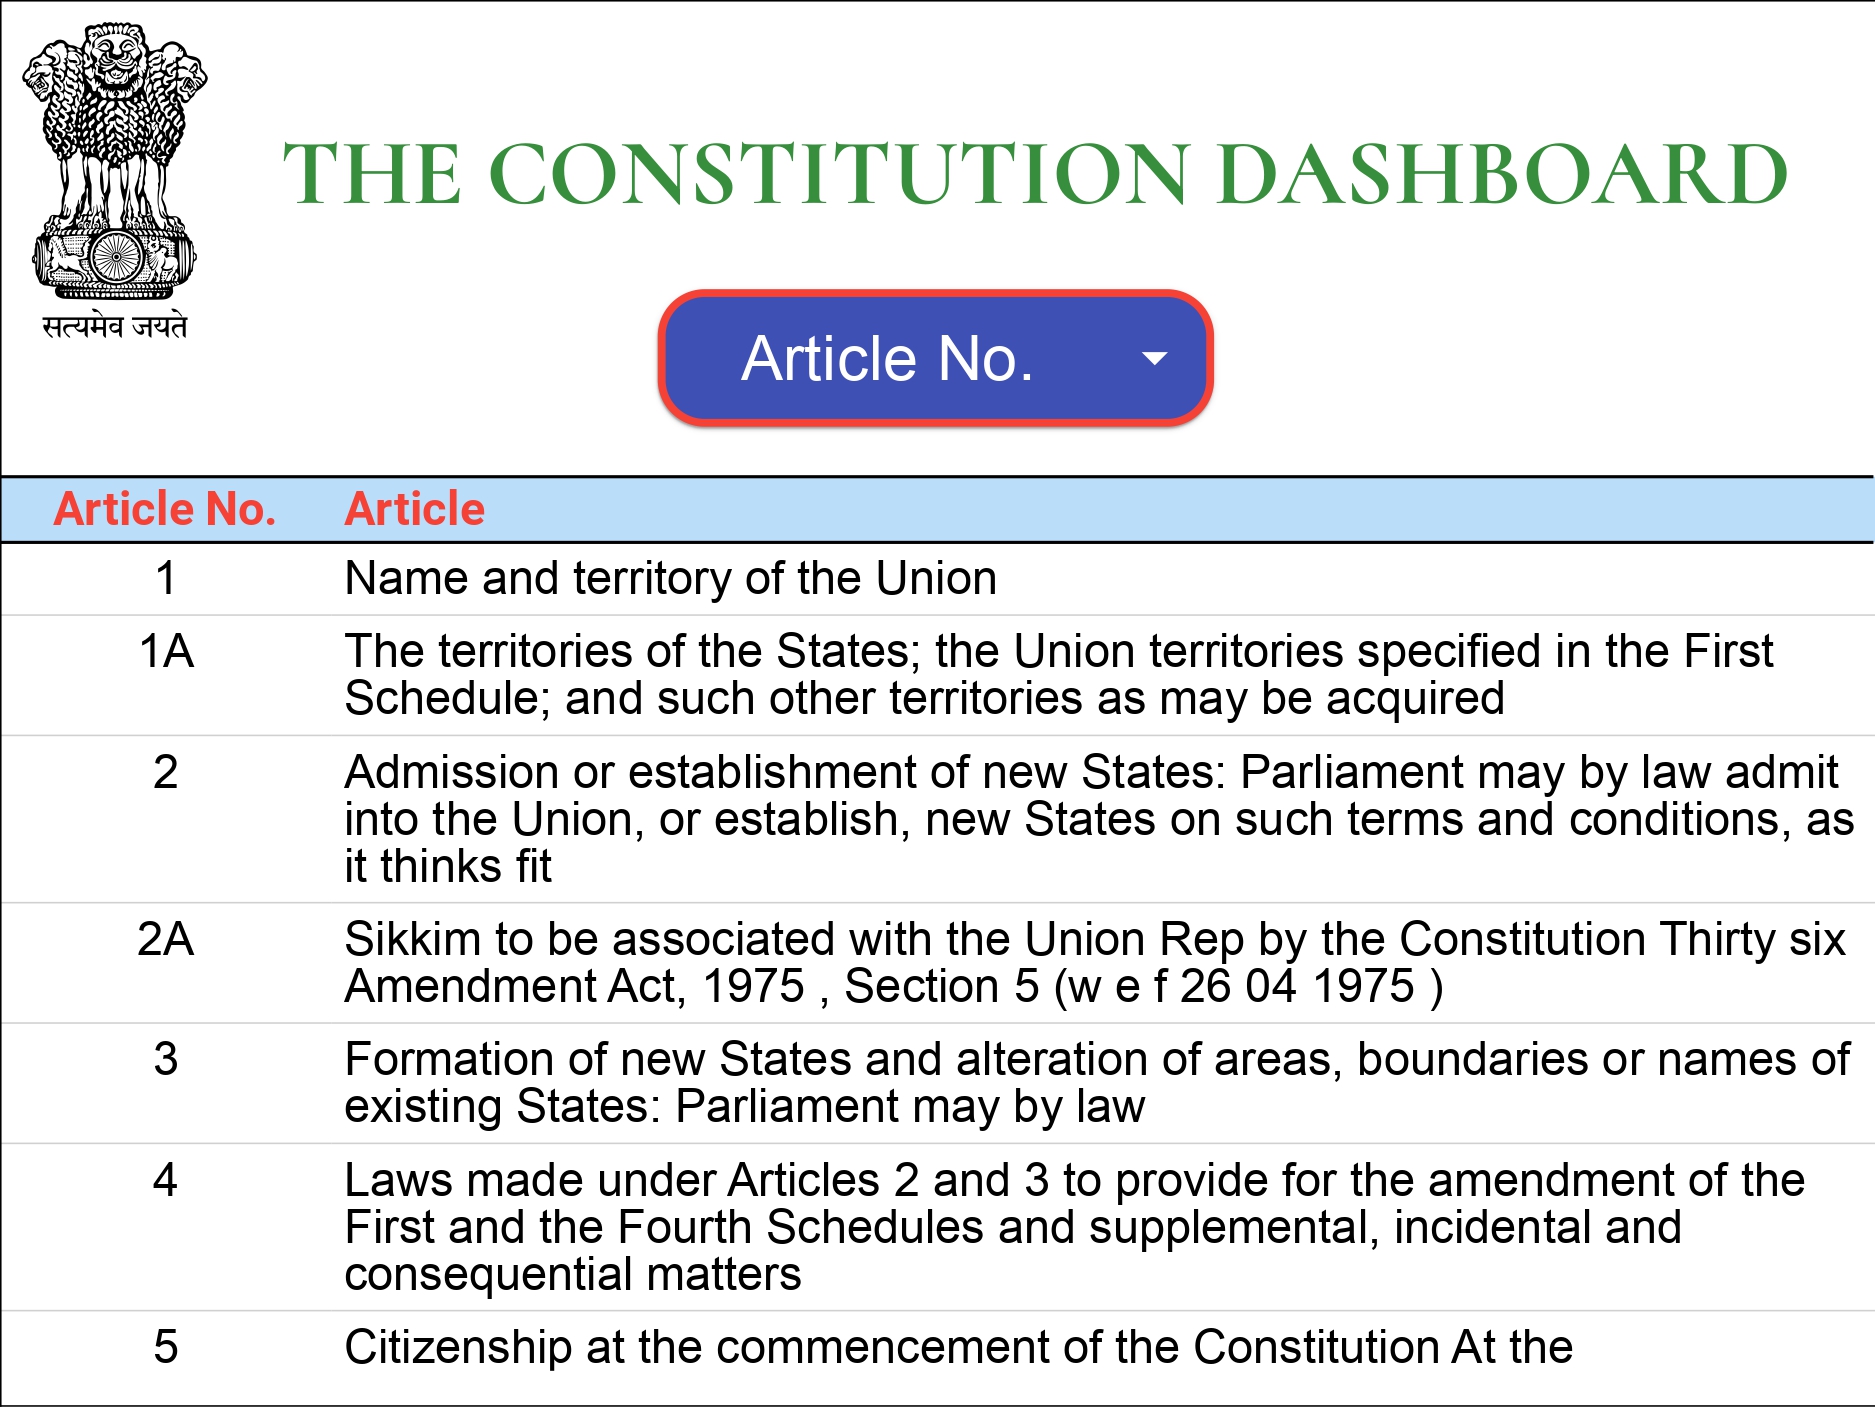 सत्यमेव जयते
THE CONSTITUTION DASHBOARD
Article No.
Article No. Article
1 Name and territory of the Union
1A The territories of the States; the Union territories specified in the First
Schedule; and such other territories as may be acquired
2 Admission or establishment of new States: Parliament may by law admit
into the Union, or establish, new States on such terms and conditions, as
it thinks fit
2A Sikkim to be associated with the Union Rep by the Constitution Thirty six
Amendment Act, 1975 , Section 5 (w e f 26 04 1975 )
3 Formation of new States and alteration of areas, boundaries or names of
existing States: Parliament may by law
4 Laws made under Articles 2 and 3 to provide for the amendment of the
First and the Fourth Schedules and supplemental, incidental and
consequential matters
5 Citizenship at the commencement of the Constitution At the